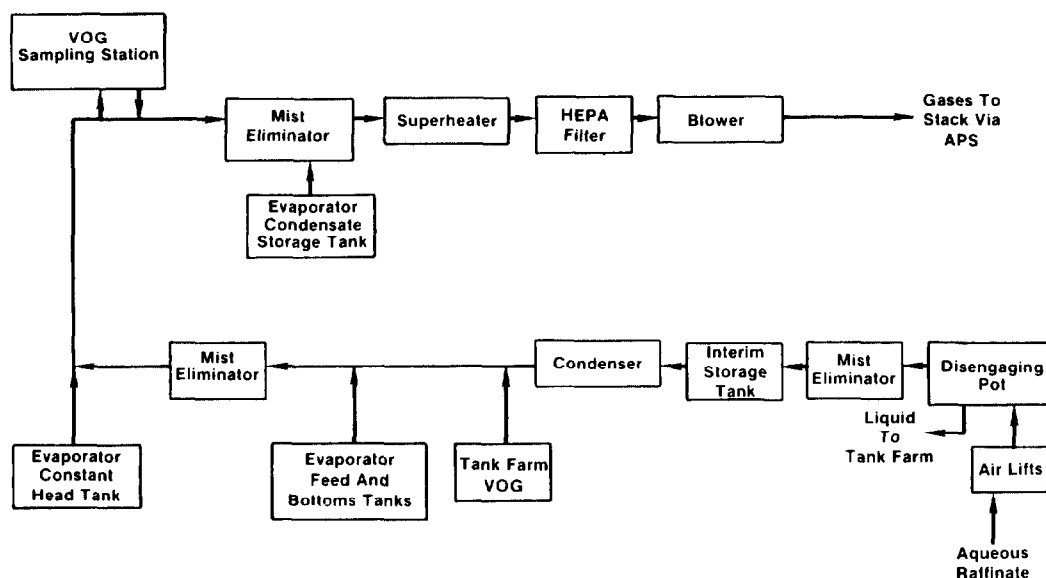 VOG
Sampling Station
Mist
Eliminator
Superheater
HEPA
Filter
Blower
Gases To
Stack Via
APS
Evaporator
Condensate
Storage Tank
Mist
Eliminator
Condenser
Interim
Storage
Tank
Mist
Eliminator
Disengaging
Pot
Liquid
To
Tank Farm
Evaporator
Constant
Head Tank
Evaporator
Feed And
Bottoms Tanks
Tank Farm
VOG
Air Lifts
Aqueous
Raffinate